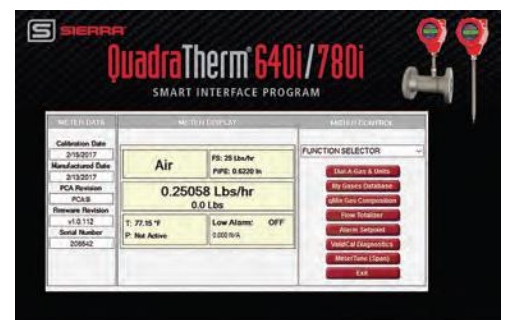 SIERRA
QuadraTherm® 640i/780i
SMART INTERFACE PROGRAM
METER DATA
METER DISPLAY
METER CONTROL
Calibration Date
2/15/2017
Manufactured Date
2/13/2017
PCA Revision
PCA8
Firmware Revision
v1.0.112
Serial Number
208642
Air
FS: 25 Lbs/hr
PIPE: 0.6220 In
0.25058 Lbs/hr
0.0 Lbs
T: 77.15 °F
P: Not Active
Low Alarm: OFF
0.000 N/A
FUNCTION SELECTOR
Dial-A-Gas & Units
My Gases Database
qMix Gas Composition
Flow Totalizer
Alarm Setpoint
ValidCal Diagnostics
MeterTune (Span)
Exit